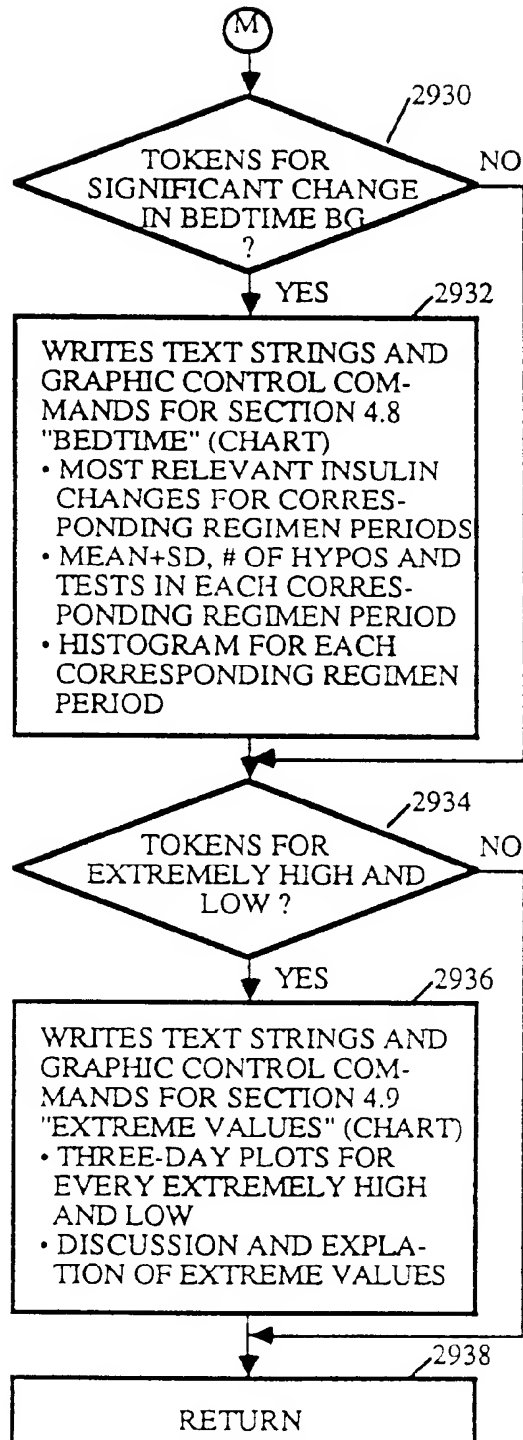 M
2930
TOKENS FOR
SIGNIFICANT CHANGE
IN BEDTIME BG
?
NO
YES
2932
WRITES TEXT STRINGS AND
GRAPHIC CONTROL COM-
MANDS FOR SECTION 4.8
"BEDTIME" (CHART)
• MOST RELEVANT INSULIN
CHANGES FOR CORRES-
PONDING REGIMEN PERIODS
• MEAN+SD, # OF HYPOS AND
TESTS IN EACH CORRES-
PONDING REGIMEN PERIOD
• HISTOGRAM FOR EACH
CORRESPONDING REGIMEN
PERIOD
2934
TOKENS FOR
EXTREMELY HIGH AND
LOW ?
NO
YES
2936
WRITES TEXT STRINGS AND
GRAPHIC CONTROL COM-
MANDS FOR SECTION 4.9
"EXTREME VALUES" (CHART)
• THREE-DAY PLOTS FOR
EVERY EXTREMELY HIGH
AND LOW
• DISCUSSION AND EXPLA-
TION OF EXTREME VALUES
2938
RETURN